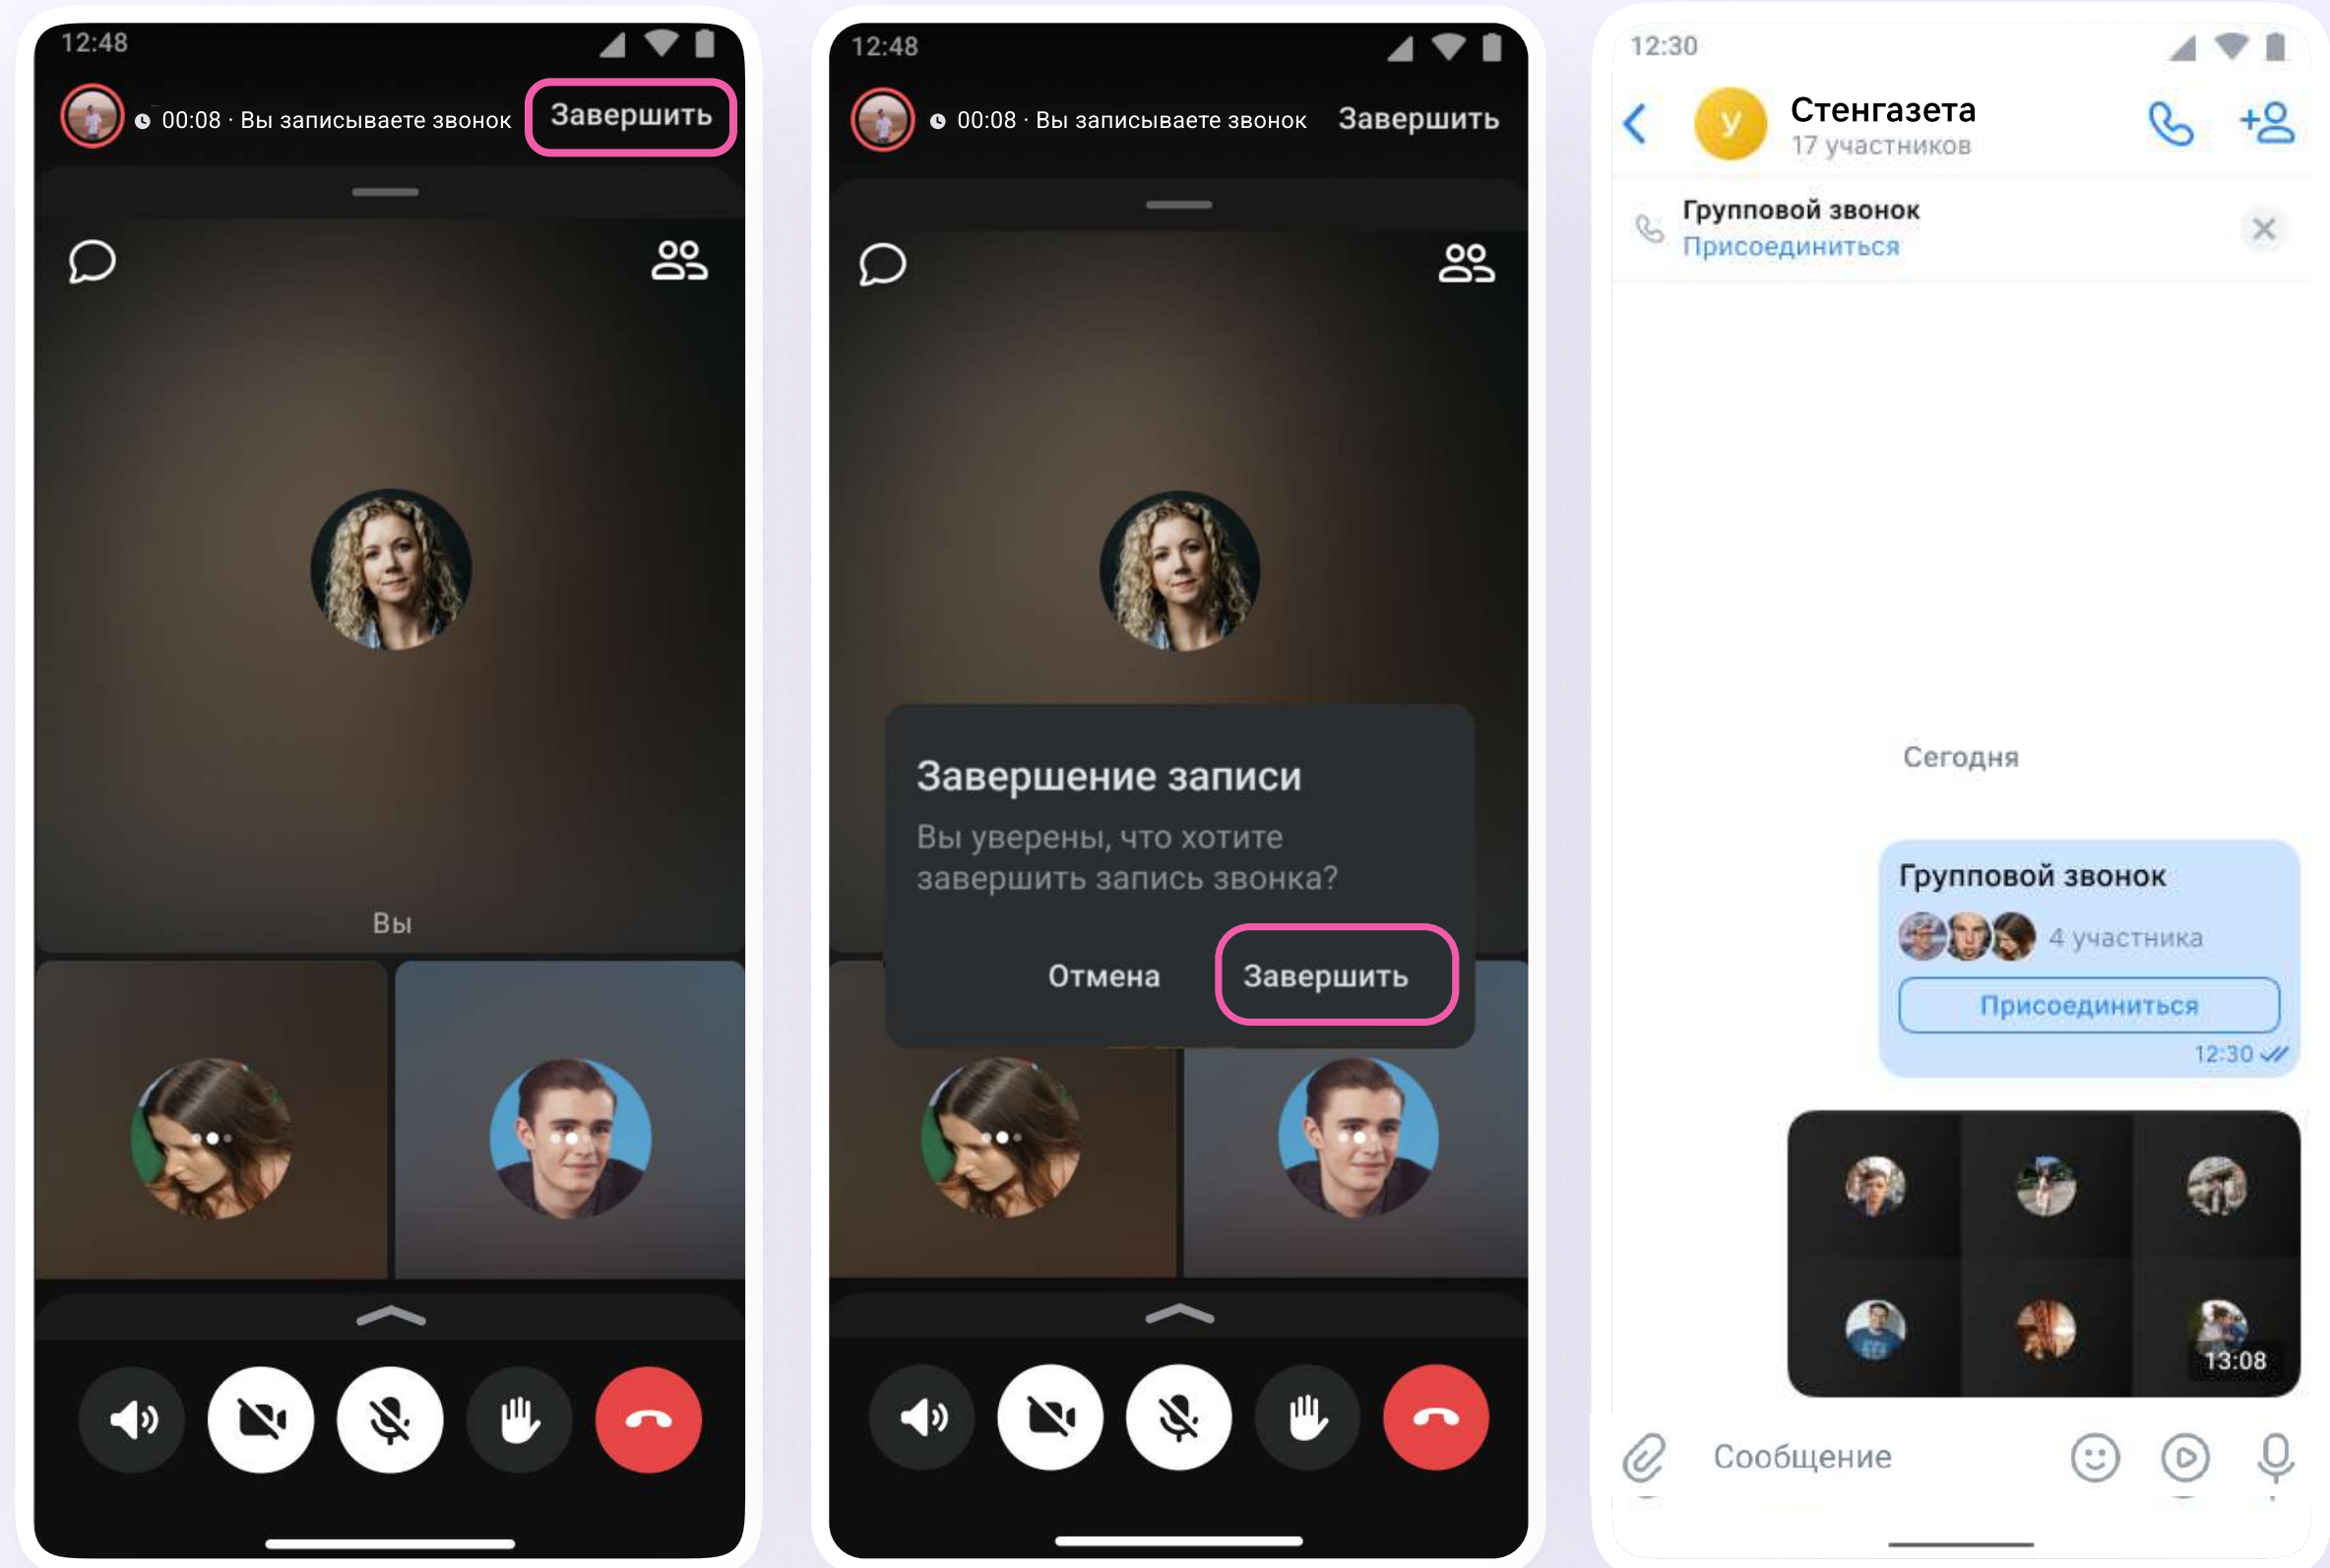 12:48
00:08 · Вы записываете звонок
Завершить
Вы
12:48
00:08 · Вы записываете звонок
Завершить
Завершение записи
Вы уверены, что хотите
завершить запись звонка?
Отмена
Завершить
12:30
У
Стенгазета
17 участников
Групповой звонок
Присоединиться
Сегодня
Групповой звонок
4 участника
Присоединиться
12:30
13:08
Сообщение